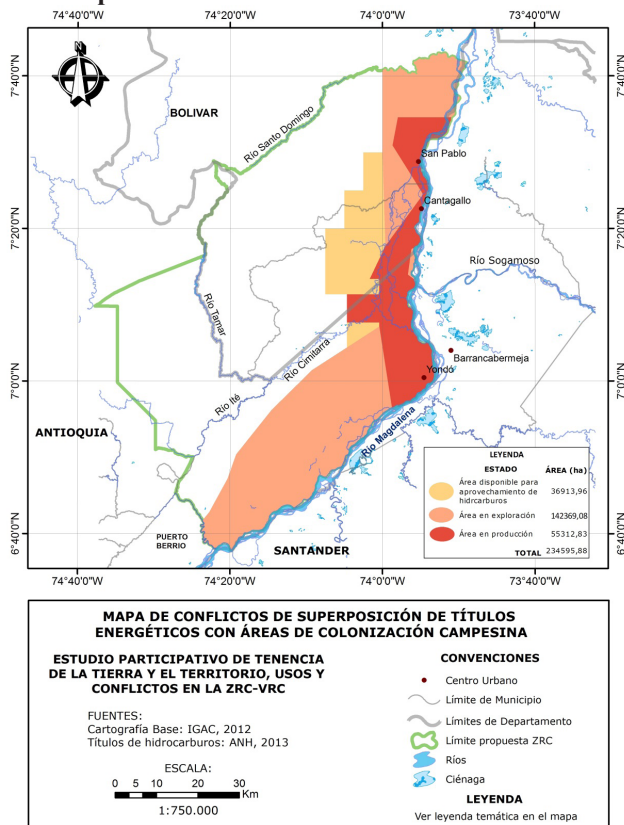 74°40'0"W
74°20'0"W
74°0'0"W
73°40'0"W
7°40'0"N
7°40'0"N
BOLIVAR
Río Santo Domingo
San Pablo
Cantagallo
7°20'0"N
7°20'0"N
Río Sogamoso
Río Tamar
Río Cimitarra
Barrancabermeja
7°0'0"N
7°0'0"N
Yondó
Río Ité
Río Magdalena
ANTIOQUIA
LEYENDA
ESTADO
ÁREA (ha)
Área disponible para
aprovechamiento de
hidrcarburos
36913,96
Área en exploración
142369,08
Área en producción
55312,83
TOTAL
234595,88
6°40'0"N
6°40'0"N
PUERTO
BERRIO
SANTANDER
74°40'0"W
74°20'0"W
74°0'0"W
73°40'0"W
MAPA DE CONFLICTOS DE SUPERPOSICIÓN DE TÍTULOS
ENERGÉTICOS CON ÁREAS DE COLONIZACIÓN CAMPESINA
ESTUDIO PARTICIPATIVO DE TENENCIA
DE LA TIERRA Y EL TERRITORIO, USOS Y
CONFLICTOS EN LA ZRC-VRC
FUENTES:
Cartografía Base: IGAC, 2012
Títulos de hidrocarburos: ANH, 2013
ESCALA:
0 5 10 20 30
Km
1:750.000
CONVENCIONES
Centro Urbano
Límite de Municipio
Límites de Departamento
Límite propuesta ZRC
Ríos
Ciénaga
LEYENDA
Ver leyenda temática en el mapa